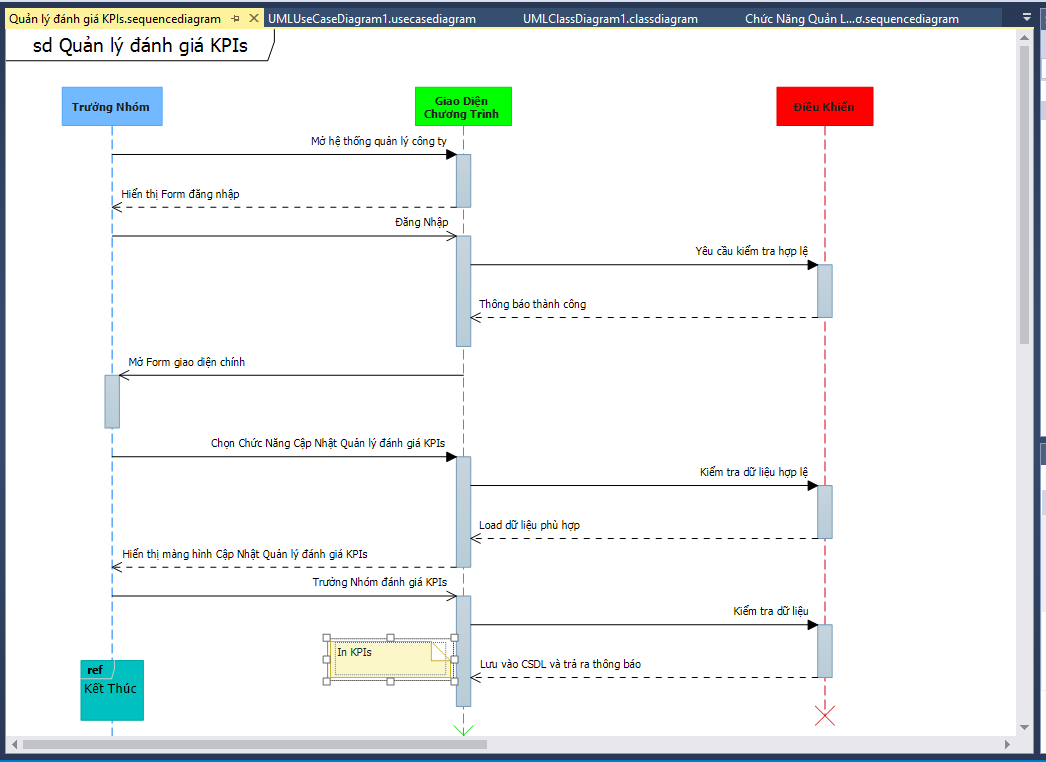 Quản lý đánh giá KPIs.sequencediagram
UMLUseCaseDiagram1.usecasediagram
UMLClassDiagram1.classdiagram
Chức Năng Quản L...ơ.sequencediagram
sd Quản lý đánh giá KPIs
Trưởng Nhóm
Giao Diện
Chương Trình
Điều Khiển
Mở hệ thống quản lý công ty
Hiển thị Form đăng nhập
Đăng Nhập
Yêu cầu kiểm tra hợp lệ
Thông báo thành công
Mở Form giao diện chính
Chọn Chức Năng Cập Nhật Quản lý đánh giá KPIs
Kiểm tra dữ liệu hợp lệ
Load dữ liệu phù hợp
Hiển thị màng hình Cập Nhật Quản lý đánh giá KPIs
Trưởng Nhóm đánh giá KPIs
Kiểm tra dữ liệu
In KPIs
Lưu vào CSDL và trả ra thông báo
ref
Kết Thúc